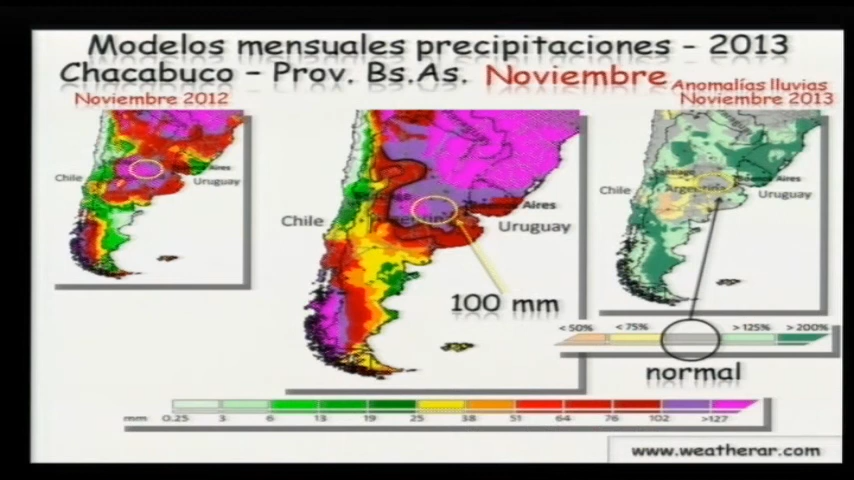 Modelos mensuales precipitaciones - 2013
Chacabuco – Prov. Bs.As. Noviembre
Noviembre 2012
Anomalías lluvias
Noviembre 2013
Chile
Aires
Uruguay
Chile
Aires
Uruguay
Chile
Argentina
Aires
Uruguay
100 mm
< 50% < 75% > 125% > 200%
normal
mm 0.25 3 6 13 19 25 38 51 64 76 102 >127
www.weatherar.com